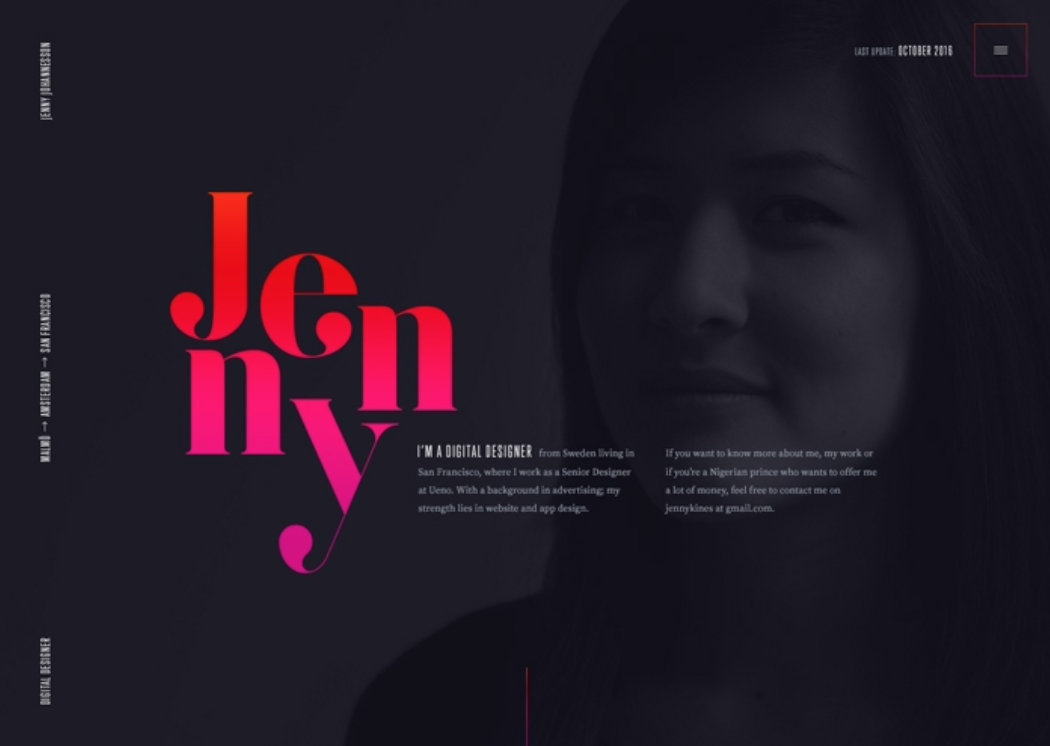 JENNY JOHANNESSON
LAST UPDATE: OCTOBER 2016
Jen
ny
MALMÖ → AMSTERDAM → SAN FRANCISCO
I'M A DIGITAL DESIGNER from Sweden living in
San Francisco, where I work as a Senior Designer
at Ueno. With a background in advertising; my
strength lies in website and app design.
If you want to know more about me, my work or
if you're a Nigerian prince who wants to offer me
a lot of money, feel free to contact me on
jennykines at gmail.com.
DIGITAL DESIGNER